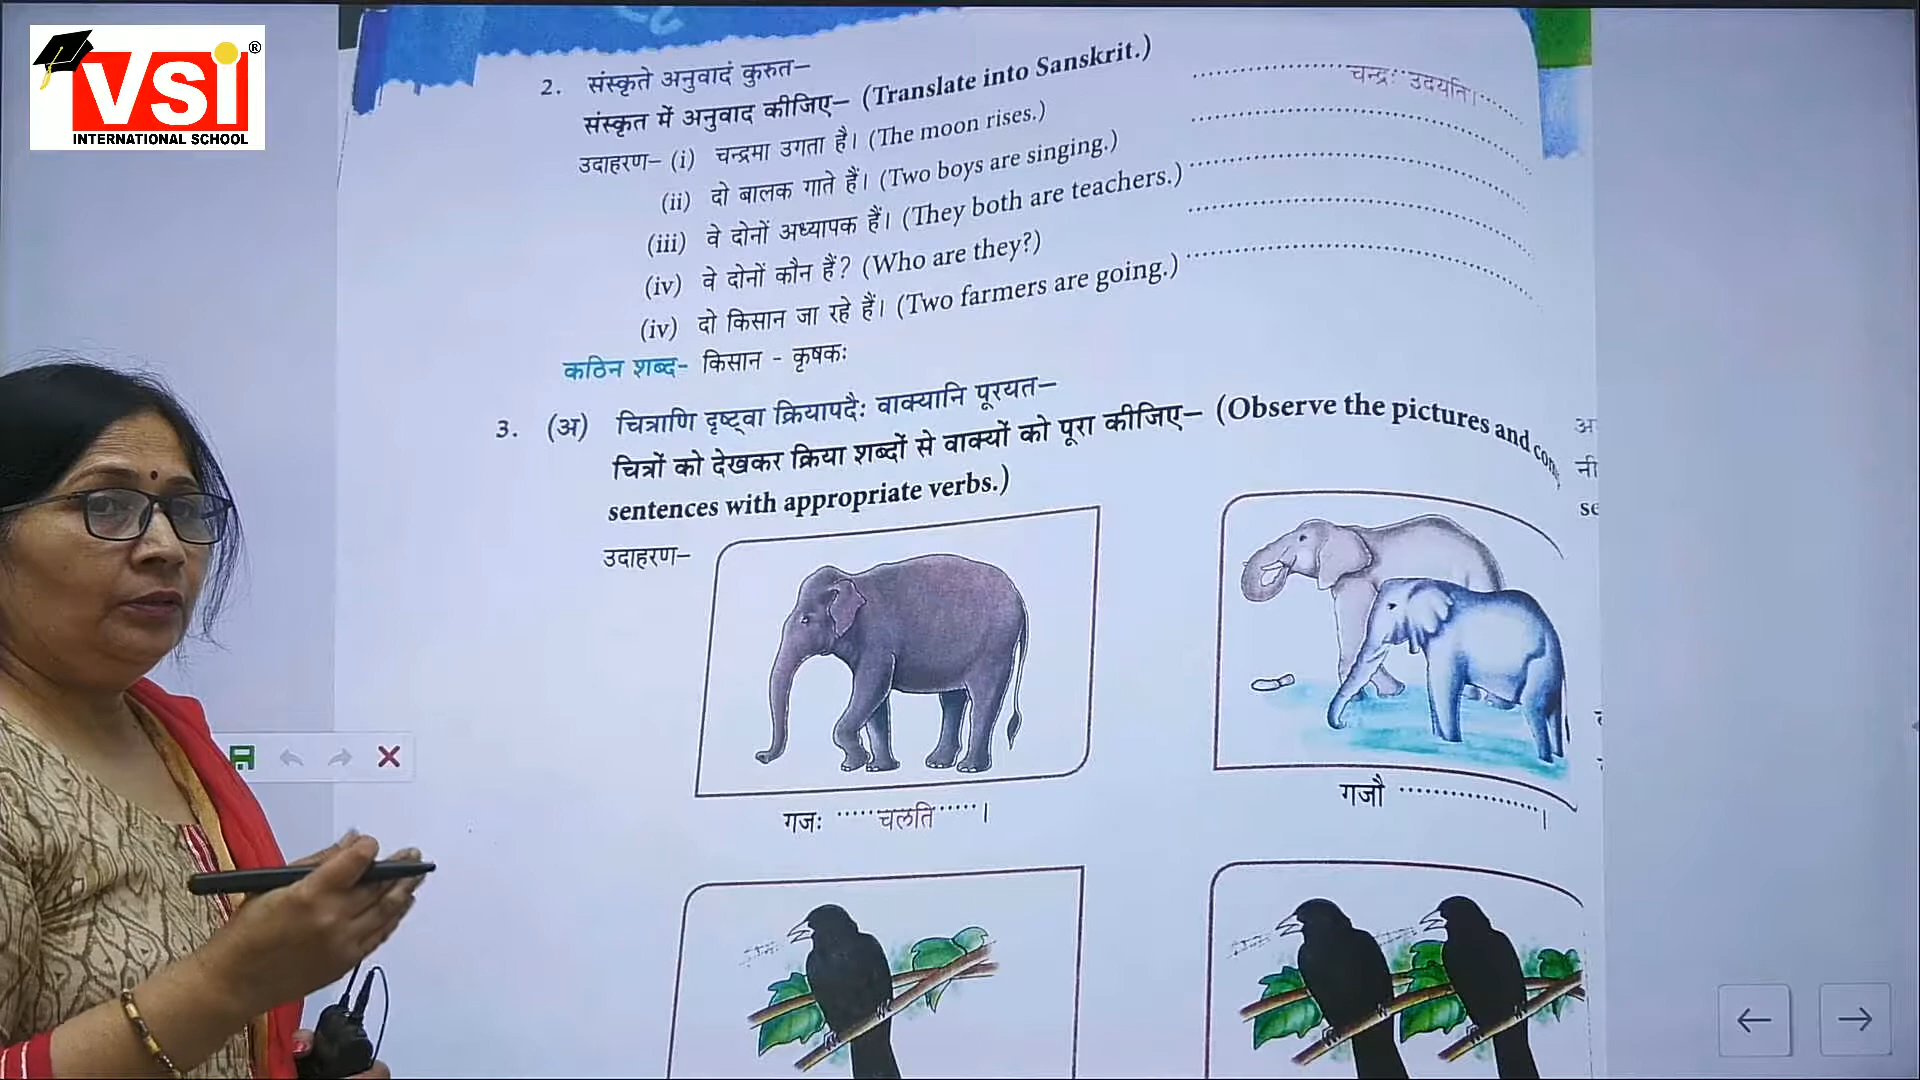 VSI ®
INTERNATIONAL SCHOOL
2. संस्कृते अनुवादं कुरुत–
संस्कृत में अनुवाद कीजिए– (Translate into Sanskrit.)
उदाहरण– (i) चन्द्रमा उगता है। (The moon rises.) चन्द्रः उदयति।
(ii) दो बालक गाते हैं। (Two boys are singing.)
(iii) वे दोनों अध्यापक हैं। (They both are teachers.)
(iv) वे दोनों कौन हैं? (Who are they?)
(iv) दो किसान जा रहे हैं। (Two farmers are going.)
कठिन शब्द- किसान - कृषकः
3. (अ) चित्राणि दृष्ट्वा क्रियापदैः वाक्यानि पूरयत–
चित्रों को देखकर क्रिया शब्दों से वाक्यों को पूरा कीजिए– (Observe the pictures and com
sentences with appropriate verbs.)
उदाहरण–
गजः ......चलति...... ।
गजौ .................. ।
अ
नी
se